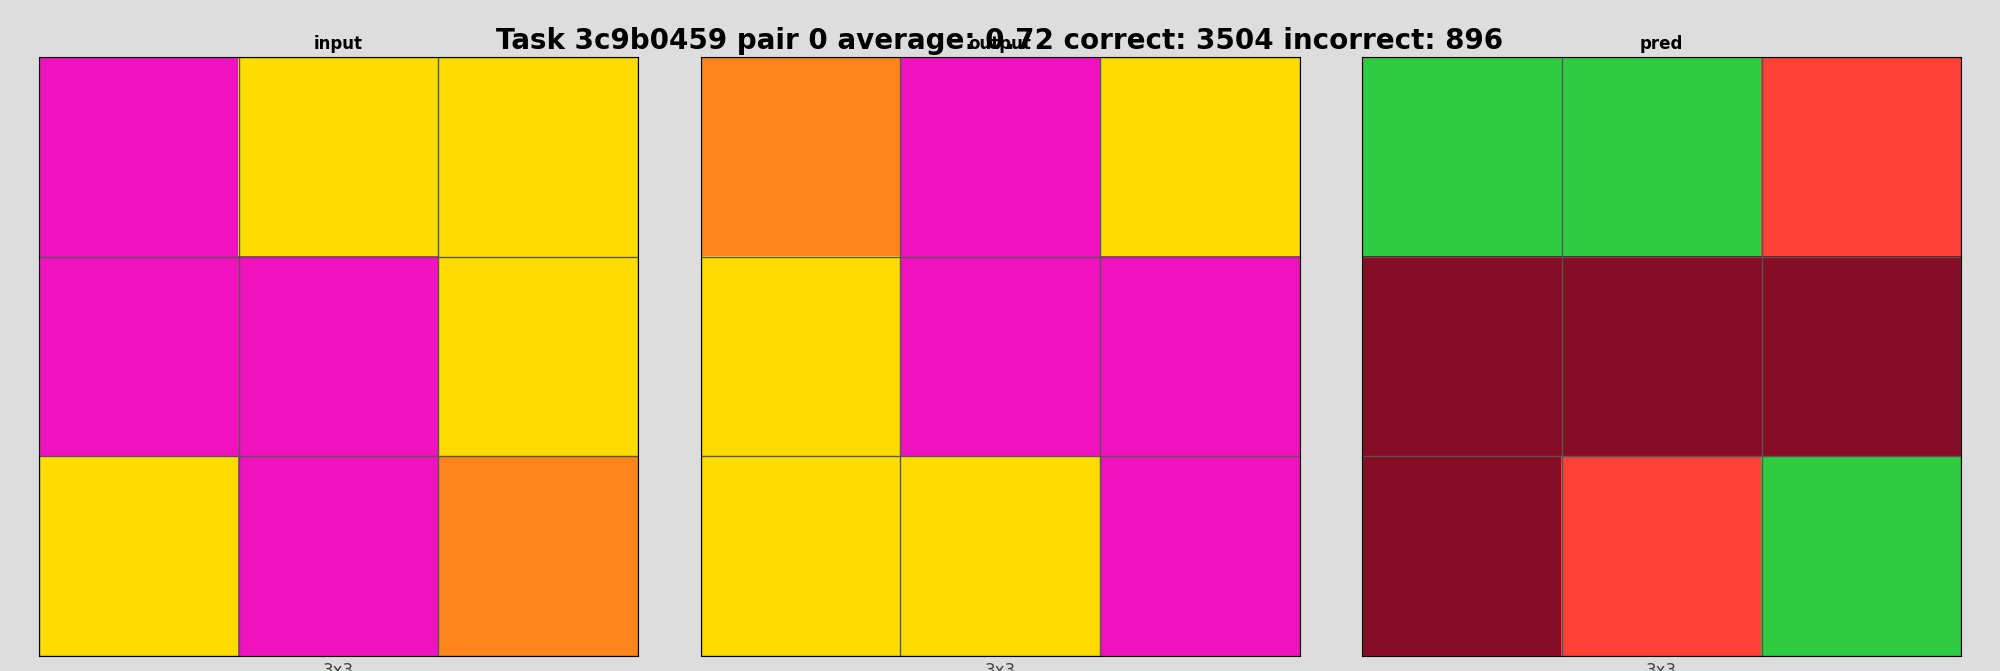 Task 3c9b0459 pair 0 average: 0.72 correct: 3504 incorrect: 896
input
output
pred
3x3
3x3
3x3